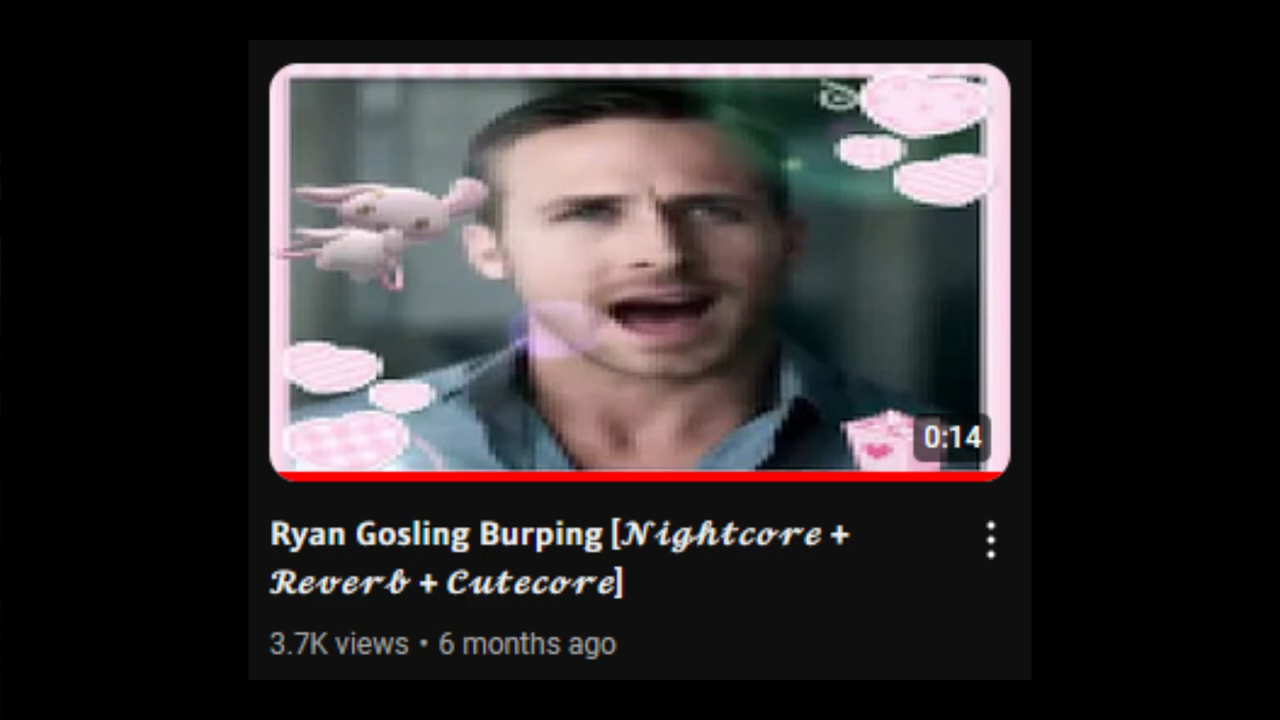 0:14
Ryan Gosling Burping [𝓝𝓲𝓰𝓱𝓽𝓬𝓸𝓻𝓮 +
𝓡𝓮𝓿𝓮𝓻𝓫 + 𝓒𝓾𝓽𝓮𝓬𝓸𝓻𝓮]
3.7K views • 6 months ago